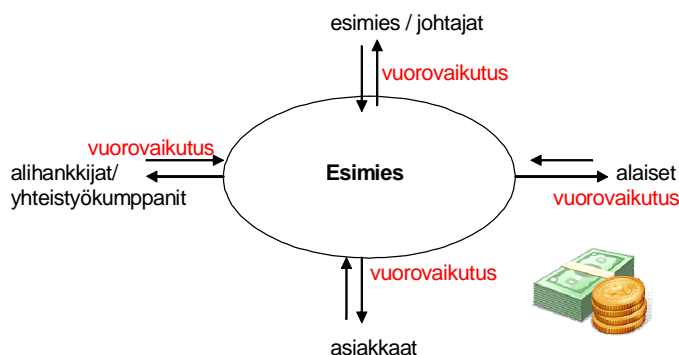 esimies / johtajat
vuorovaikutus
vuorovaikutus
alihankkijat/
yhteistyökumppanit
Esimies
alaiset
vuorovaikutus
vuorovaikutus
asiakkaat